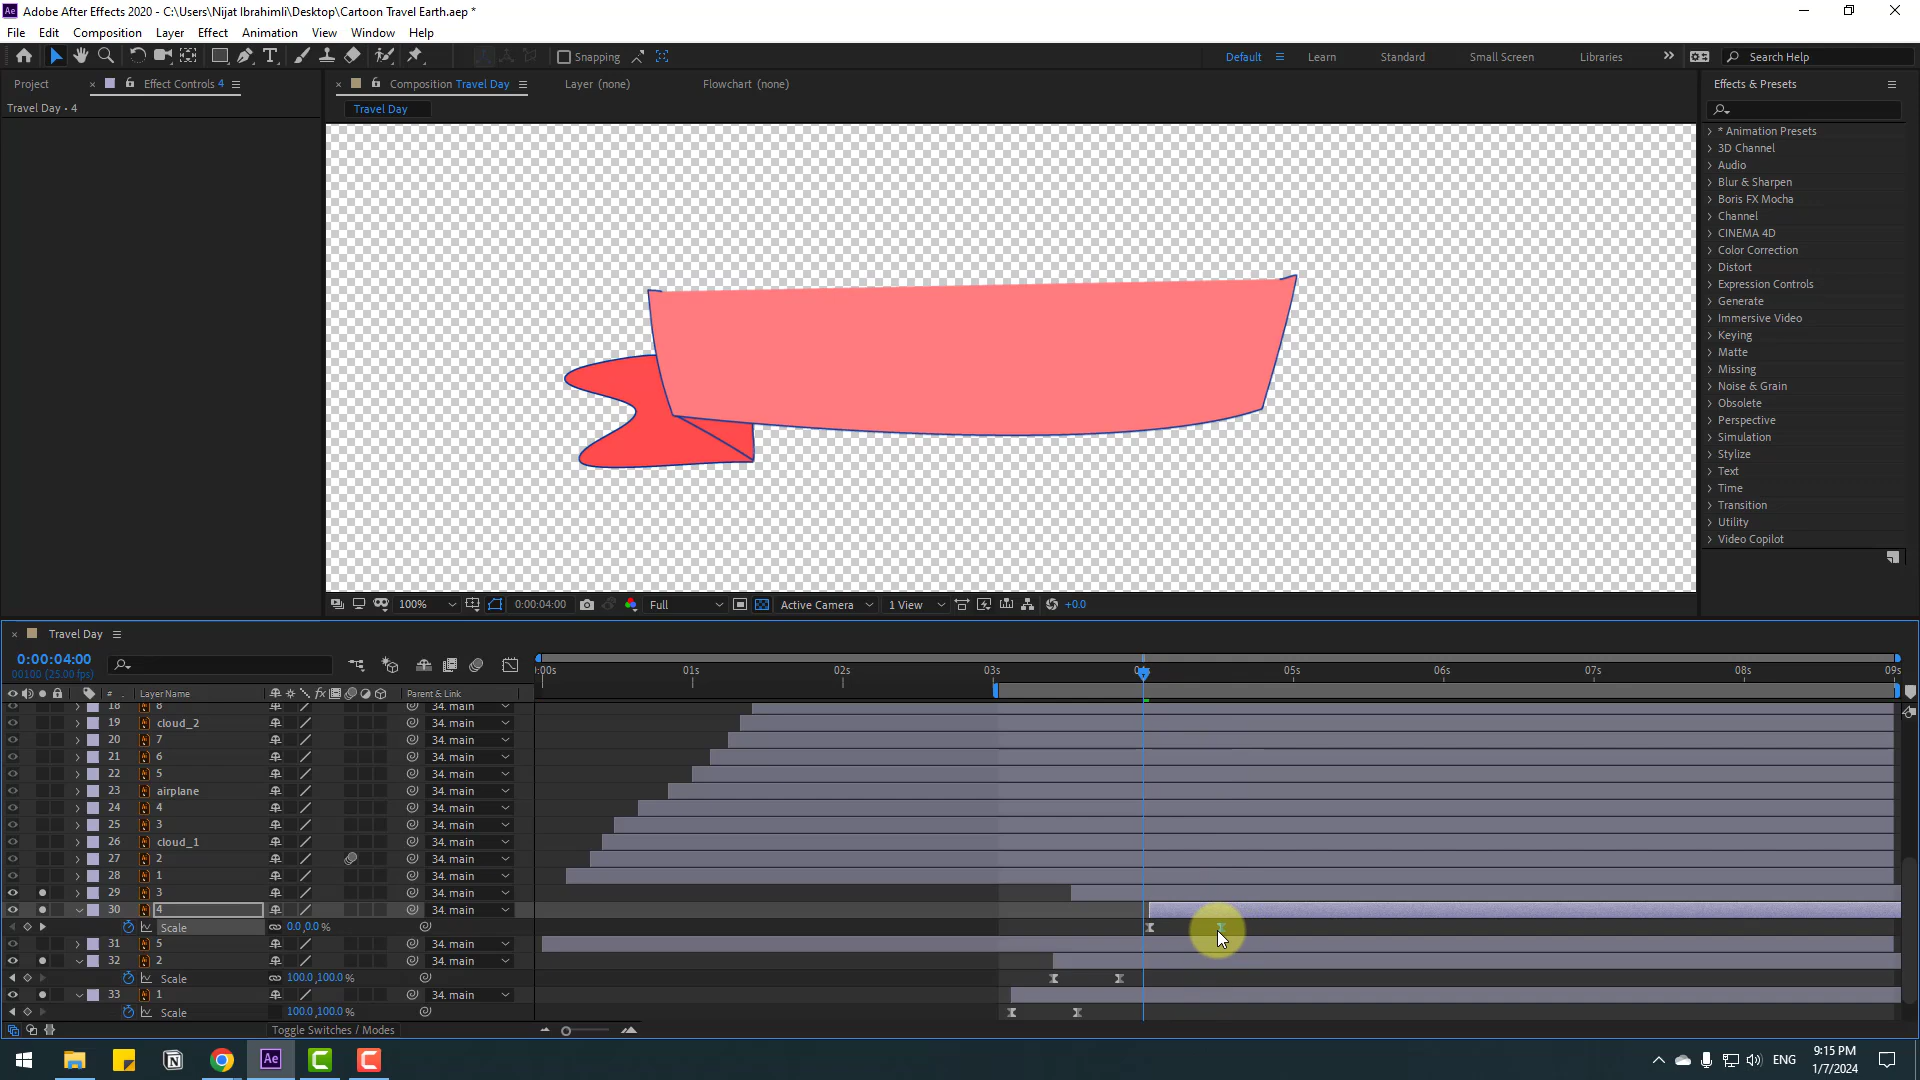 Adobe After Effects 2020 - C:\Users\Nijat Ibrahimli\Desktop\Cartoon Travel Earth.aep *
File Edit Composition Layer Effect Animation View Window Help
Snapping Default Learn Standard Small Screen Libraries Search Help
Project Effect Controls 4 Composition Travel Day Layer (none) Flowchart (none) Effects & Presets
Travel Day • 4
Travel Day
* Animation Presets
3D Channel
Audio
Blur & Sharpen
Boris FX Mocha
Channel
CINEMA 4D
Color Correction
Distort
Expression Controls
Generate
Immersive Video
Keying
Matte
Missing
Noise & Grain
Obsolete
Perspective
Simulation
Stylize
Text
Time
Transition
Utility
Video Copilot
100% 0:00:04:00 Full Active Camera 1 View +0.0
Travel Day
0:00:04:00
00100 (25.00 fps)
:00s 01s 02s 03s 05s 06s 07s 08s 09s
# Layer Name fx Parent & Link
18 8 34. main
19 cloud_2 34. main
20 7 34. main
21 6 34. main
22 5 34. main
23 airplane 34. main
24 4 34. main
25 3 34. main
26 cloud_1 34. main
27 2 34. main
28 1 34. main
29 3 34. main
30 4 34. main
Scale 0.0,0.0 %
31 5 34. main
32 2 34. main
Scale 100.0,100.0 %
33 1 34. main
Scale 100.0,100.0 %
Toggle Switches / Modes
ENG
9:15 PM
1/7/2024